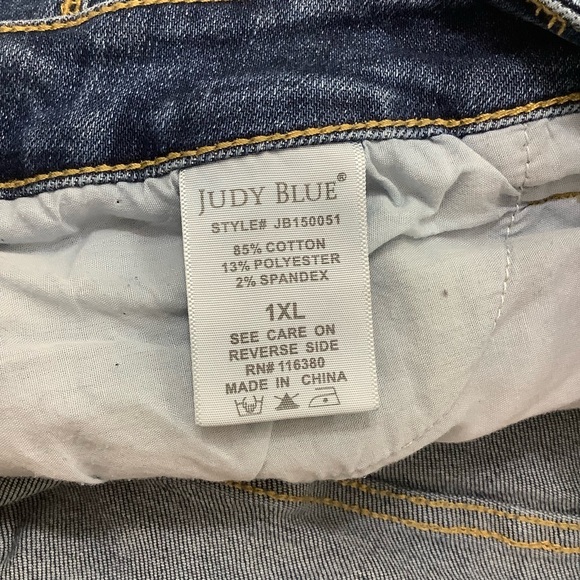 JUDY BLUE®
STYLE# JB150051
85% COTTON
13% POLYESTER
2% SPANDEX
1XL
SEE CARE ON
REVERSE SIDE
RN# 116380
MADE IN CHINA